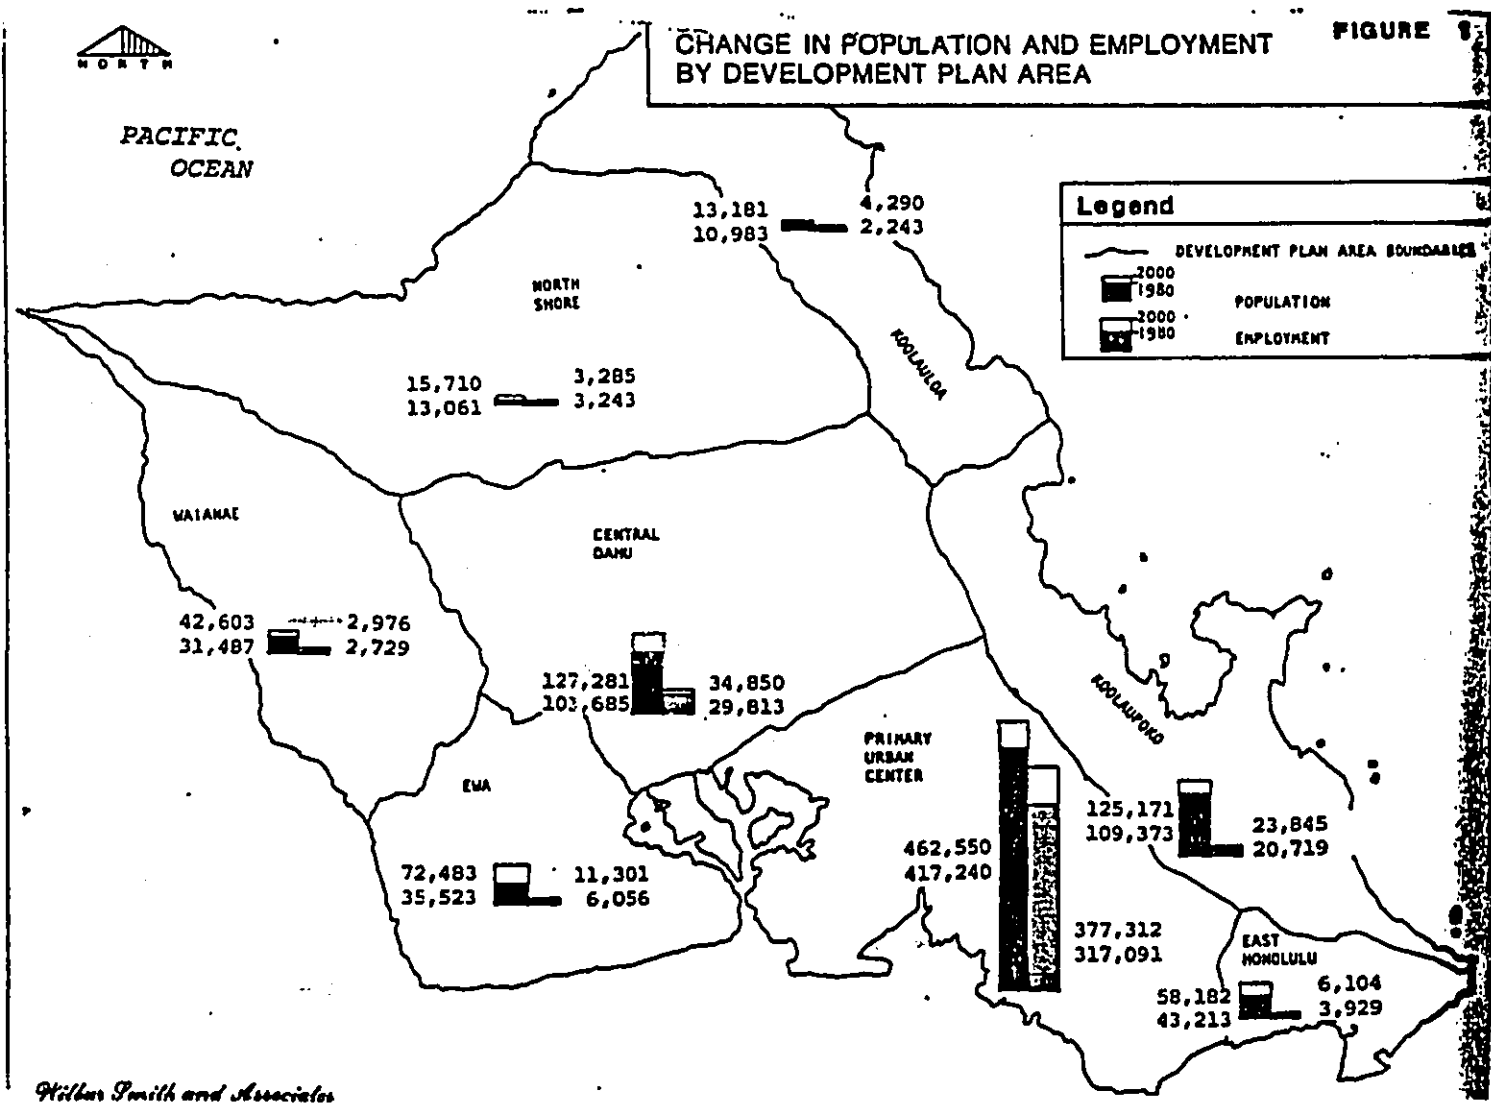 NORTH
CHANGE IN POPULATION AND EMPLOYMENT
BY DEVELOPMENT PLAN AREA
FIGURE
PACIFIC
OCEAN
Legend
DEVELOPMENT PLAN AREA BOUNDARIES
2000
1980
POPULATION
2000
1980
EMPLOYMENT
13,181
10,983
4,290
2,243
NORTH
SHORE
KOOLAULOA
15,710
13,061
3,285
3,243
WAIANAE
CENTRAL
OAHU
42,603
31,487
2,976
2,729
127,281
103,685
34,850
29,813
KOOLAUPOKO
PRIMARY
URBAN
CENTER
EWA
125,171
109,373
23,845
20,719
462,550
417,240
72,483
35,523
11,301
6,056
377,312
317,091
EAST
HONOLULU
58,182
43,213
6,104
3,929
Wilbur Smith and Associates